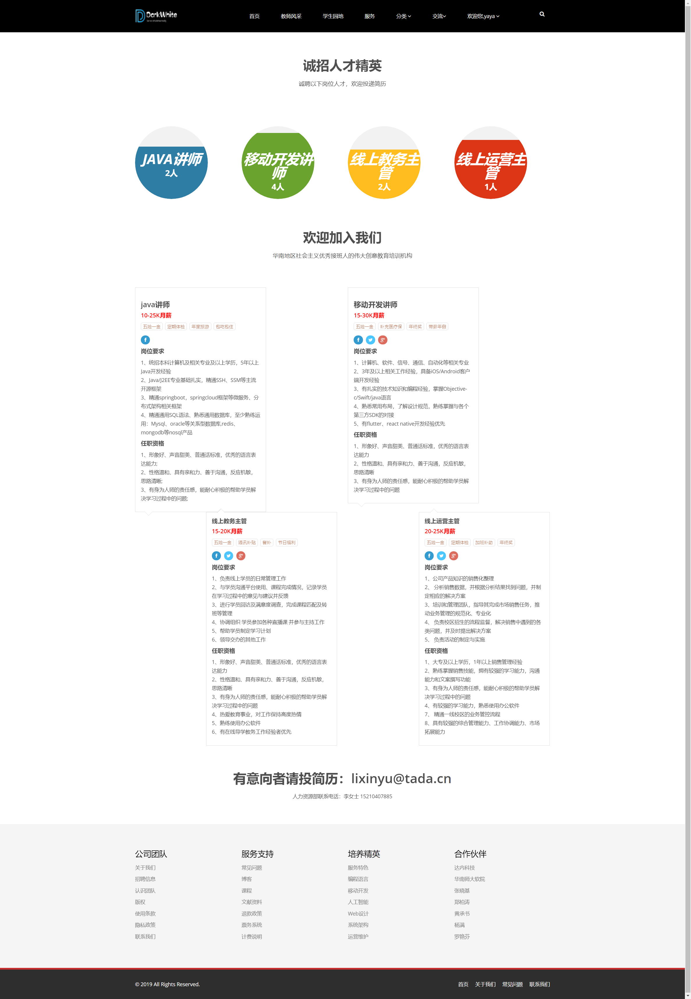 DarkWhite
Serve wholeheartedly
首页 教师风采 学生园地 服务 分类 交流 欢迎您,yaya
诚招人才精英
诚聘以下岗位人才，欢迎投递简历
JAVA讲师
2人
移动开发讲
师
4人
线上教务主
管
2人
线上运营主
管
1人
欢迎加入我们
华南地区社会主义优秀接班人的伟大创意教育培训机构
java讲师
10-25K月薪
五险一金 定期体检 年度旅游 包吃包住
岗位要求
1、统招本科计算机及相关专业及以上学历，5年以上
Java开发经验
2、Java/J2EE专业基础扎实，精通SSH、SSM等主流
开源框架
3、精通springboot，springcloud框架等微服务、分
布式架构相关框架
4、精通通用SQL语法、熟悉通用数据库，至少熟练运
用：Mysql、oracle等关系型数据库,redis、
mongodb等nosql产品
任职资格
1、形象好、声音甜美、普通话标准，优秀的语言表
达能力;
2、性格温和、具有亲和力、善于沟通，反应机敏，
思路清晰;
3、有身为人师的责任感，能耐心积极的帮助学员解
决学习过程中的问题;
移动开发讲师
15-30K月薪
五险一金 补充医疗保 年终奖 带薪年假
岗位要求
1、计算机、软件、信号、通信、自动化等相关专业
2、3年及以上相关工作经验，具备iOS/Android客户
端开发经验
3、有扎实的技术知识和编程经验，掌握Objective-
c/Swift/java语言
4、熟悉常用布局，了解设计规范，熟练掌握与各个
第三方SDK的对接
5、有flutter、react native开发经验优先
任职资格
1、形象好、声音甜美、普通话标准，优秀的语言表
达能力
2、性格温和、具有亲和力、善于沟通，反应机敏，
思路清晰
3、有身为人师的责任感，能耐心积极的帮助学员解
决学习过程中的问题
线上教务主管
15-20K月薪
五险一金 通讯补贴 餐补 节日福利
岗位要求
1、负责线上学员的日常管理工作
2、与学员沟通平台使用、课程完成情况，记录学员
在学习过程中的意见与建议并反馈
3、进行学员回访及满意度调查，完成课程匹配及转
班等管理
4、协调组织 学员参加各种直播课 并参与主持工作
5、帮助学员制定学习计划
6、领导交办的其他工作
任职资格
1、形象好、声音甜美、普通话标准，优秀的语言表
达能力
2、性格温和、具有亲和力、善于沟通，反应机敏，
思路清晰
3、有身为人师的责任感，能耐心积极的帮助学员解
决学习过程中的问题
4、热爱教育事业，对工作保持高度热情
5、熟练使用办公软件
6、有在线导学教务工作经验者优先
线上运营主管
20-25K月薪
五险一金 定期体检 加班补助 年终奖
岗位要求
1、公司产品知识的销售化整理
2、 分析销售数据，并根据分析结果找到问题，并制
定相应的解决方案
3、培训和管理团队，指导其完成市场销售任务，推
动业务管理的规范化、专业化
4、 负责校区招生的流程监督，解决销售中遇到的各
类问题，并及时提出解决方案
5、 负责活动的制定与实施
任职资格
1、大专及以上学历，1年以上销售管理经验
2、熟练掌握销售技能，拥有较强的学习能力，沟通
能力和文案撰写功能
3、有身为人师的责任感，能耐心积极的帮助学员解
决学习过程中的问题
4、有较强的学习能力，熟悉使用办公软件
7、 精通一线校区的业务管控流程
8、具有较强的综合管理能力、工作协调能力、市场
拓展能力
有意向者请投简历：lixinyu@tada.cn
人力资源部联系电话：李女士 15210407885
公司团队
关于我们
招聘信息
认识团队
版权
使用条款
隐私政策
联系我们
服务支持
常见问题
博客
课程
文献资料
退款政策
票务系统
计费说明
培养精英
服务特色
编程语言
移动开发
人工智能
Web设计
系统架构
运营维护
合作伙伴
达内科技
华南师大软院
张晓基
郑柏涛
黄承书
杨满
罗艳芬
© 2019 All Rights Reserved.
首页 关于我们 常见问题 联系我们